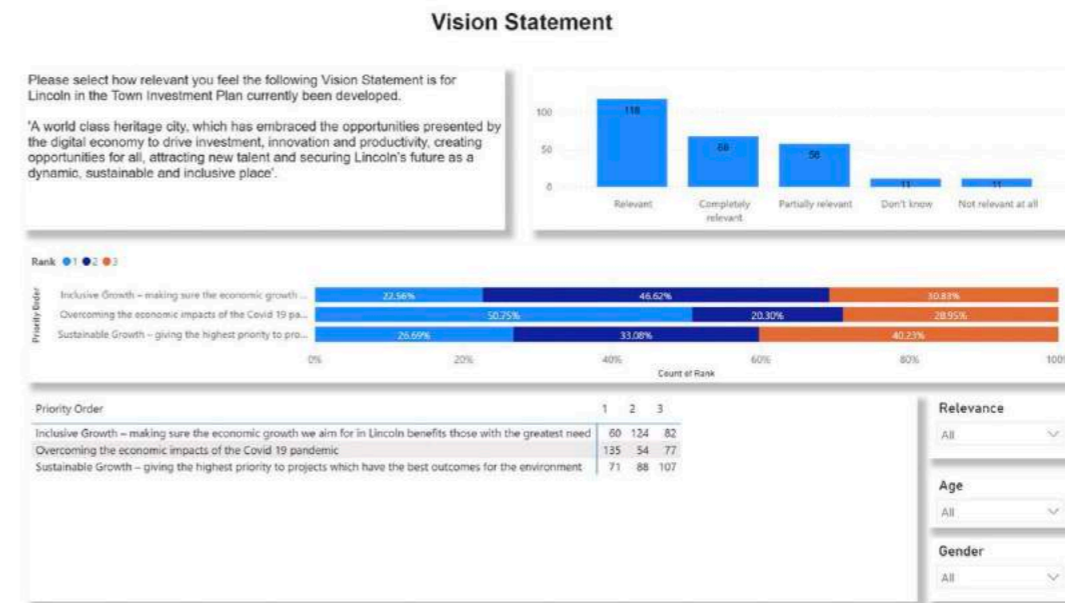 Vision Statement
Please select how relevant you feel the following Vision Statement is for
Lincoln in the Town Investment Plan currently been developed.
'A world class heritage city, which has embraced the opportunities presented by
the digital economy to drive investment, innovation and productivity, creating
opportunities for all, attracting new talent and securing Lincoln's future as a
dynamic, sustainable and inclusive place'.
100
50
0
118
68
58
11
11
Relevant
Completely
relevant
Partially relevant
Don't know
Not relevant at all
Rank 1 2 3
Priority Order
Inclusive Growth – making sure the economic growth ...
22.56% 46.62% 30.83%
Overcoming the economic impacts of the Covid 19 pa...
50.75% 20.30% 28.95%
Sustainable Growth – giving the highest priority to pro...
26.69% 33.08% 40.23%
0% 20% 40% 60% 80% 100%
Count of Rank
Priority Order 1 2 3
Inclusive Growth – making sure the economic growth we aim for in Lincoln benefits those with the greatest need 60 124 82
Overcoming the economic impacts of the Covid 19 pandemic 135 54 77
Sustainable Growth – giving the highest priority to projects which have the best outcomes for the environment 71 88 107
Relevance
All
Age
All
Gender
All